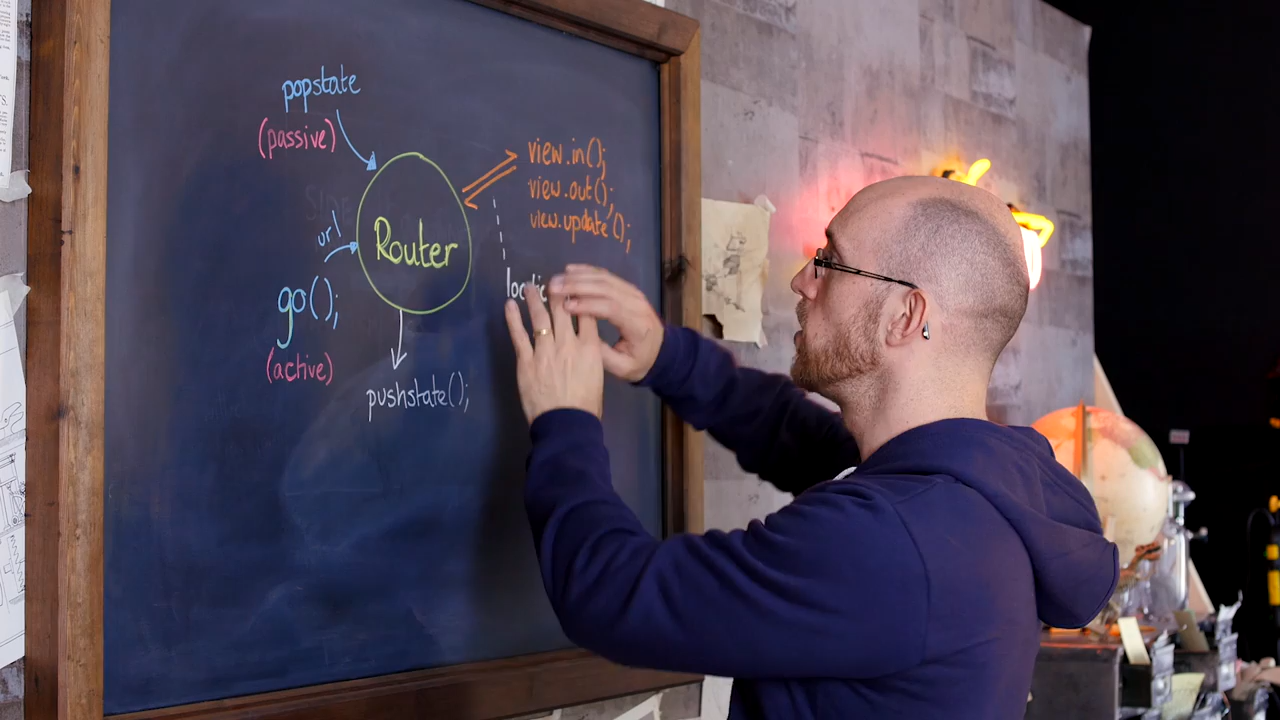 popstate
(passive)
url
go();
(active)
Router
pushstate();
view.in();
view.out();
view.update();